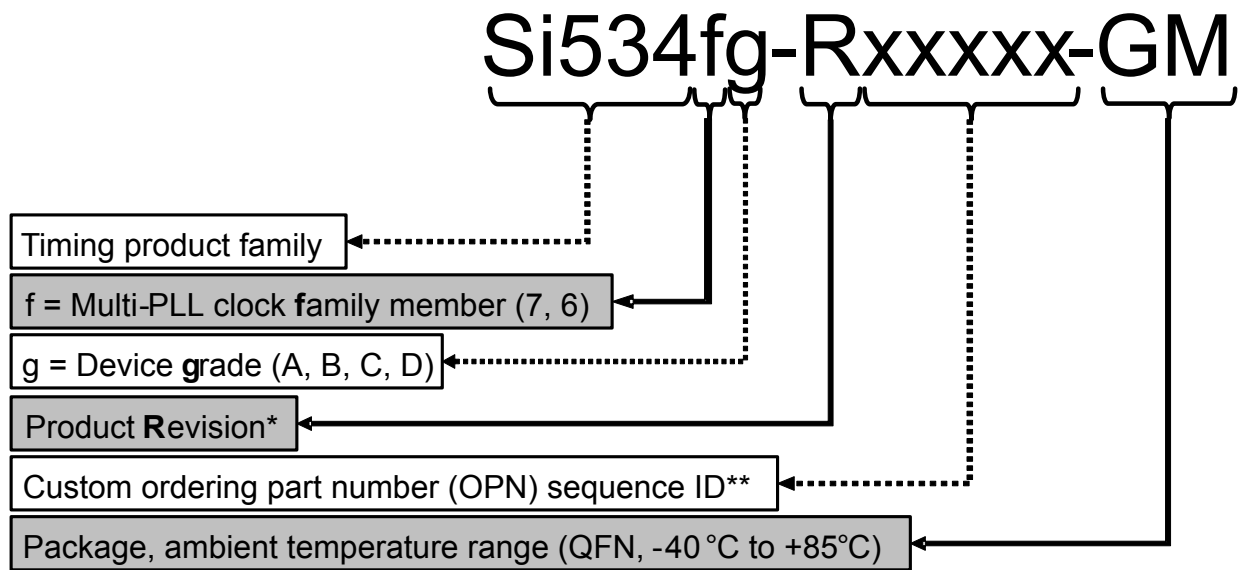 Si534fg-Rxxxxx-GM
Timing product family
f = Multi-PLL clock family member (7, 6)
g = Device grade (A, B, C, D)
Product Revision*
Custom ordering part number (OPN) sequence ID**
Package, ambient temperature range (QFN, -40 °C to +85°C)